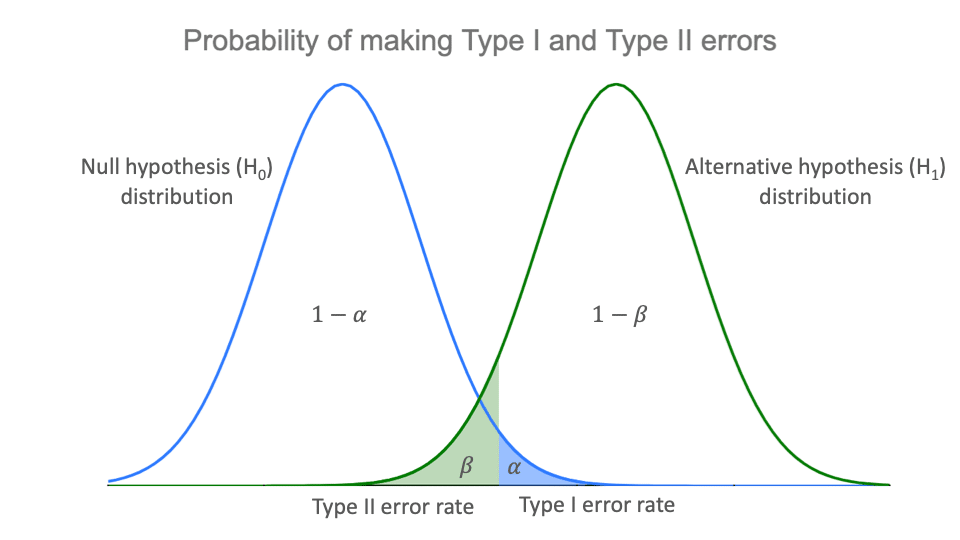 Probability of making Type I and Type II errors
Null hypothesis (H₀)
distribution
Alternative hypothesis (H₁)
distribution
1 − α
1 − β
β
α
Type II error rate
Type I error rate